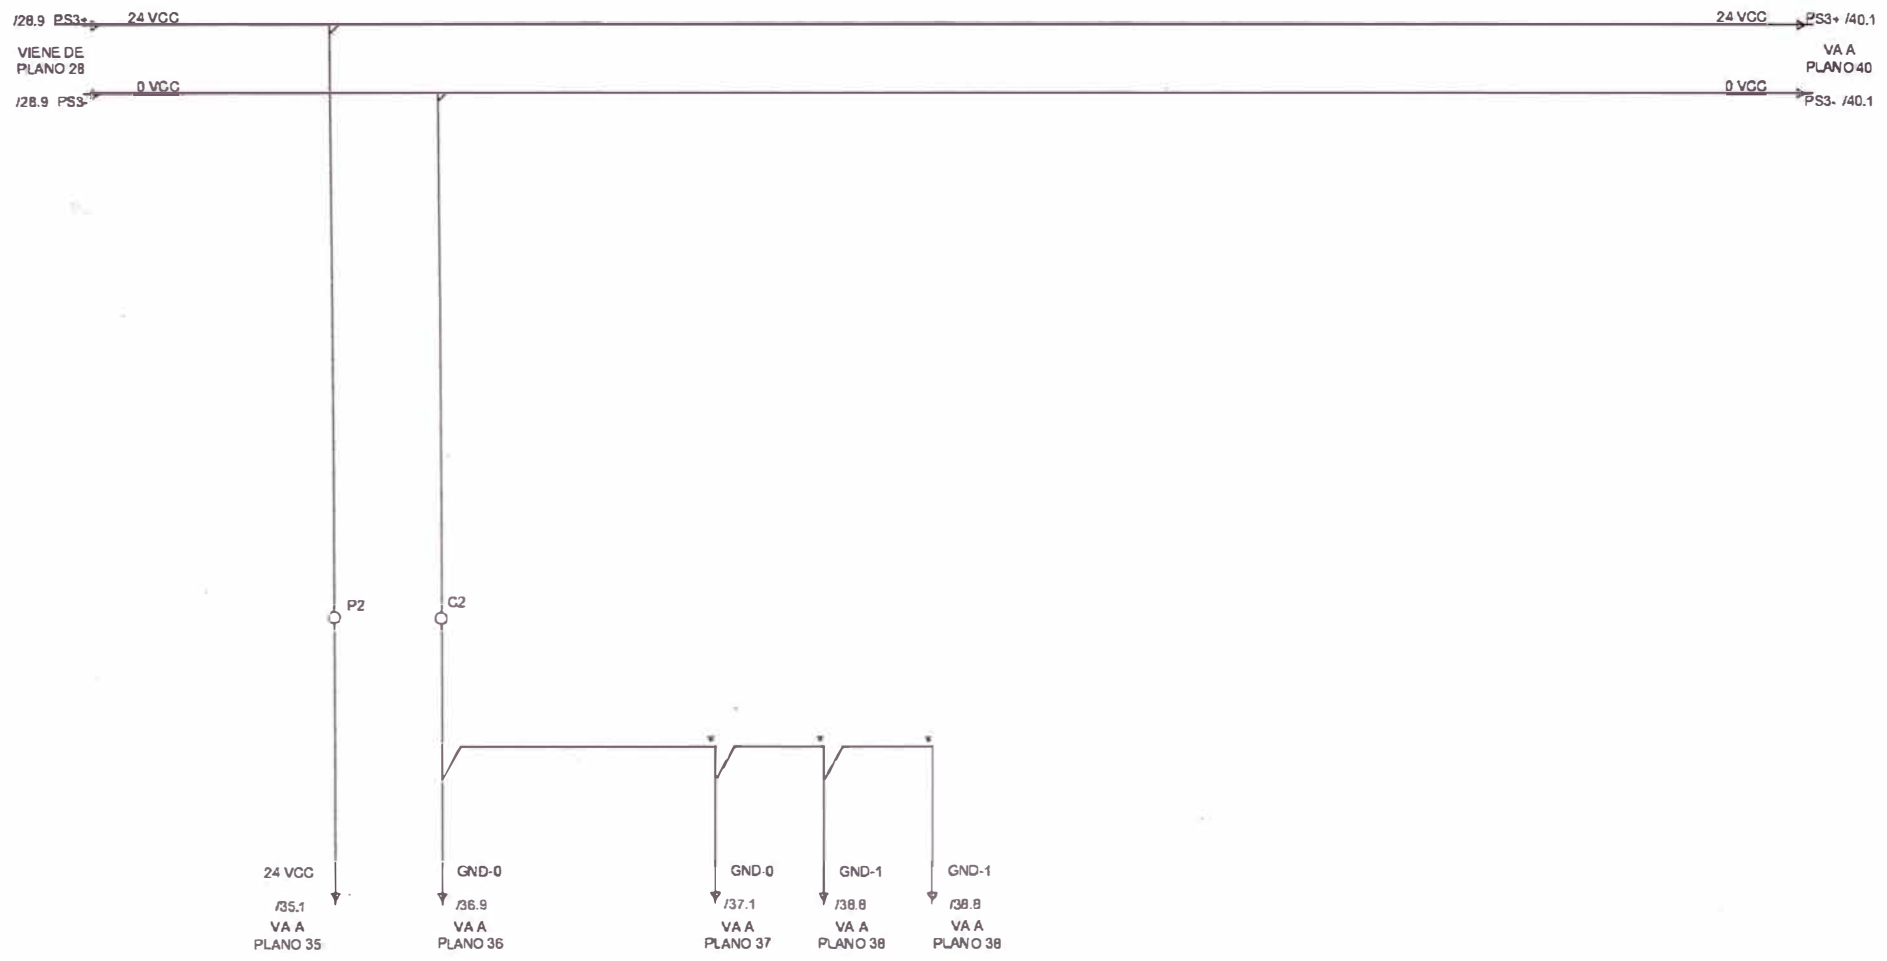 /28.9 PS3+ 24 VCC 24 VCC PS3+ /40.1
VIENE DE
PLANO 28
VA A
PLANO 40
/28.9 PS3- 0 VCC 0 VCC PS3- /40.1
P2 C2
24 VCC GND-0 GND-0 GND-1 GND-1
/35.1 /36.9 /37.1 /38.8 /38.8
VA A VA A VA A VA A VA A
PLANO 35 PLANO 36 PLANO 37 PLANO 38 PLANO 38